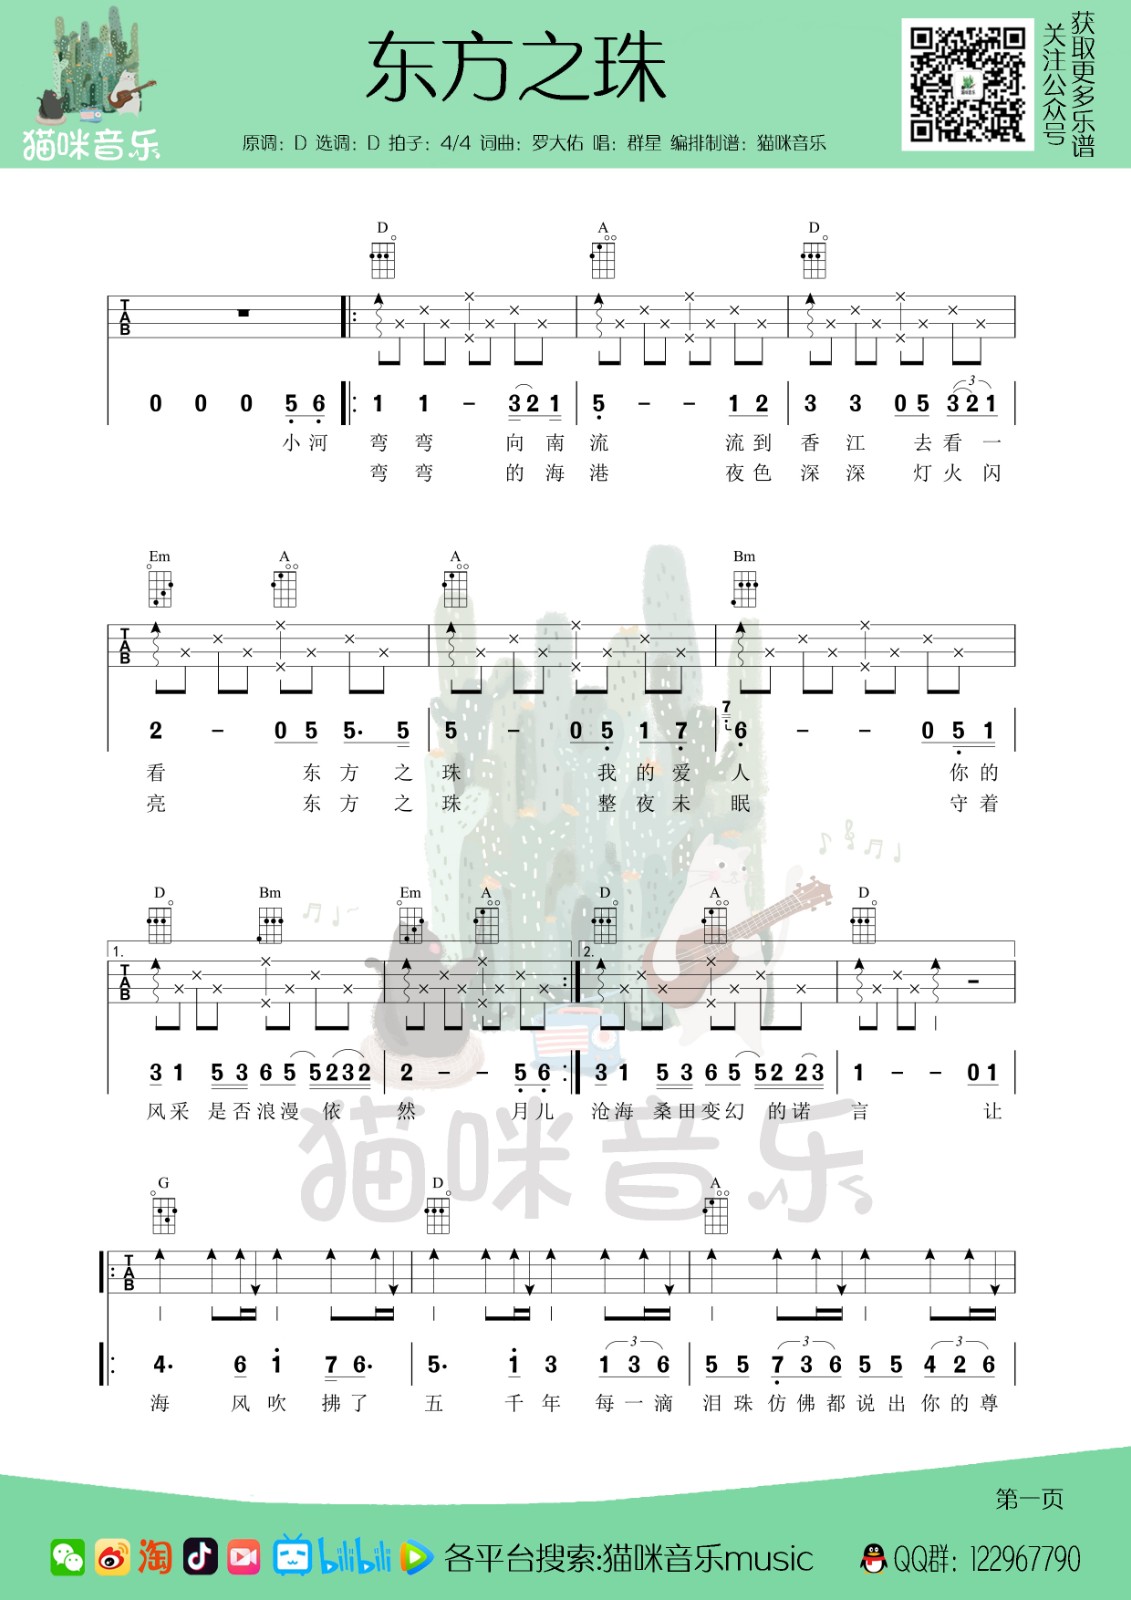 猫咪音乐
东方之珠
原调：D 选调：D 拍子：4/4 词曲：罗大佑 唱：群星 编排制谱：猫咪音乐
获取更多乐谱
关注公众号
D A D
T
A
B
0 0 0 5 6 1 1 - 3 2 1 5 - - 1 2 3 3 0 5 3 2 1
3
小河 弯弯 向南流 流到香江 去看一
弯弯 的海港 夜色深深 灯火闪
Em A A Bm
T
A
B
2 - 0 5 5. 5 5 - 0 5 1 7 7 6 - - 0 5 1
看 东方之珠 我的爱人 你的
亮 东方之珠 整夜未眠 守着
D Bm Em A D A D
1. 2.
T
A
B
3 1 5 3 6 5 5 2 3 2 2 - - 5 6 3 1 5 3 6 5 5 2 2 3 1 - - 0 1
风采是否浪漫依然 月儿 沧海桑田变幻的诺言 让
猫咪音乐
G D A
T
A
B
3 3 3
4. 6 1 7 6. 5. 1 3 1 3 6 5 5 7 3 6 5 5 4 2 6
海 风吹拂了 五 千年 每一滴 泪珠仿佛都说出你的尊
第一页
bilibili 各平台搜索:猫咪音乐music QQ群：122967790
淘